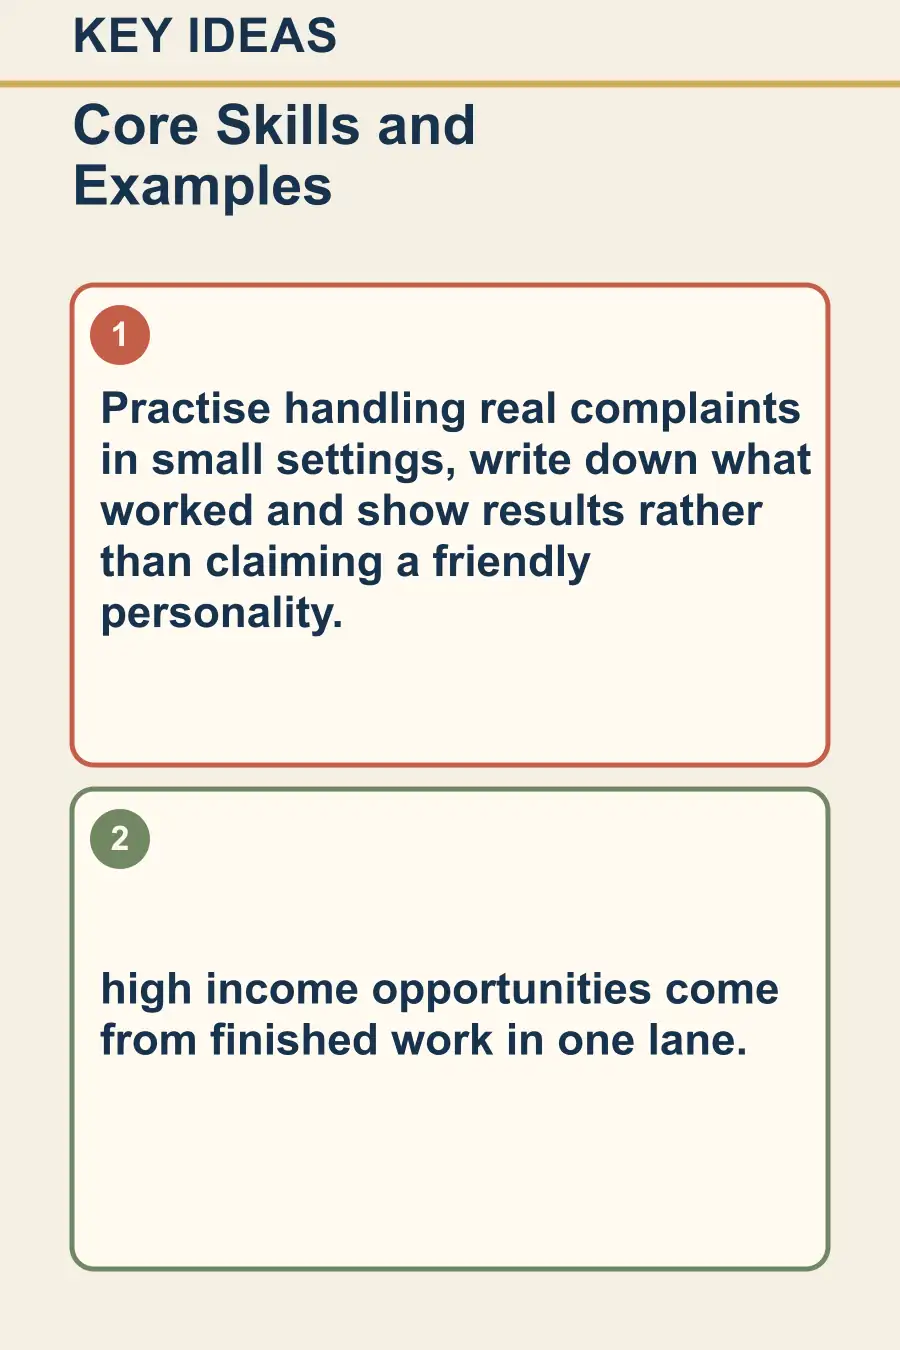 KEY IDEAS
Core Skills and
Examples
1
Practise handling real complaints
in small settings, write down what
worked and show results rather
than claiming a friendly
personality.
2
high income opportunities come
from finished work in one lane.